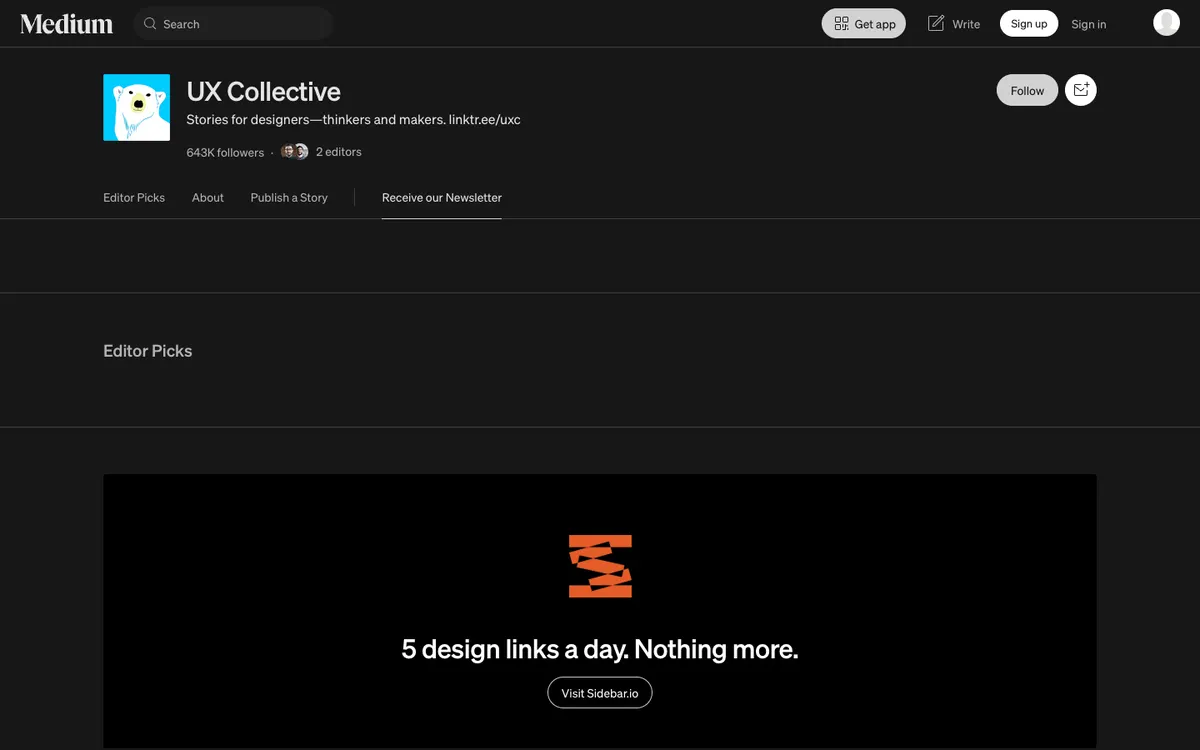 Medium
Search
Get app
Write
Sign up
Sign in
UX Collective
Follow
Stories for designers—thinkers and makers. linktr.ee/uxc
643K followers · 2 editors
Editor Picks
About
Publish a Story
Receive our Newsletter
Editor Picks
5 design links a day. Nothing more.
Visit Sidebar.io